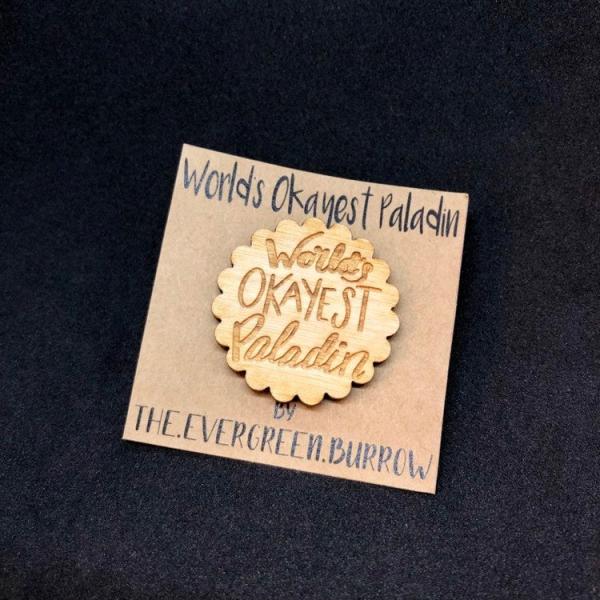 World's Okayest Paladin
World's
OKAYEST
Paladin
BY
THE.EVERGREEN.BURROW